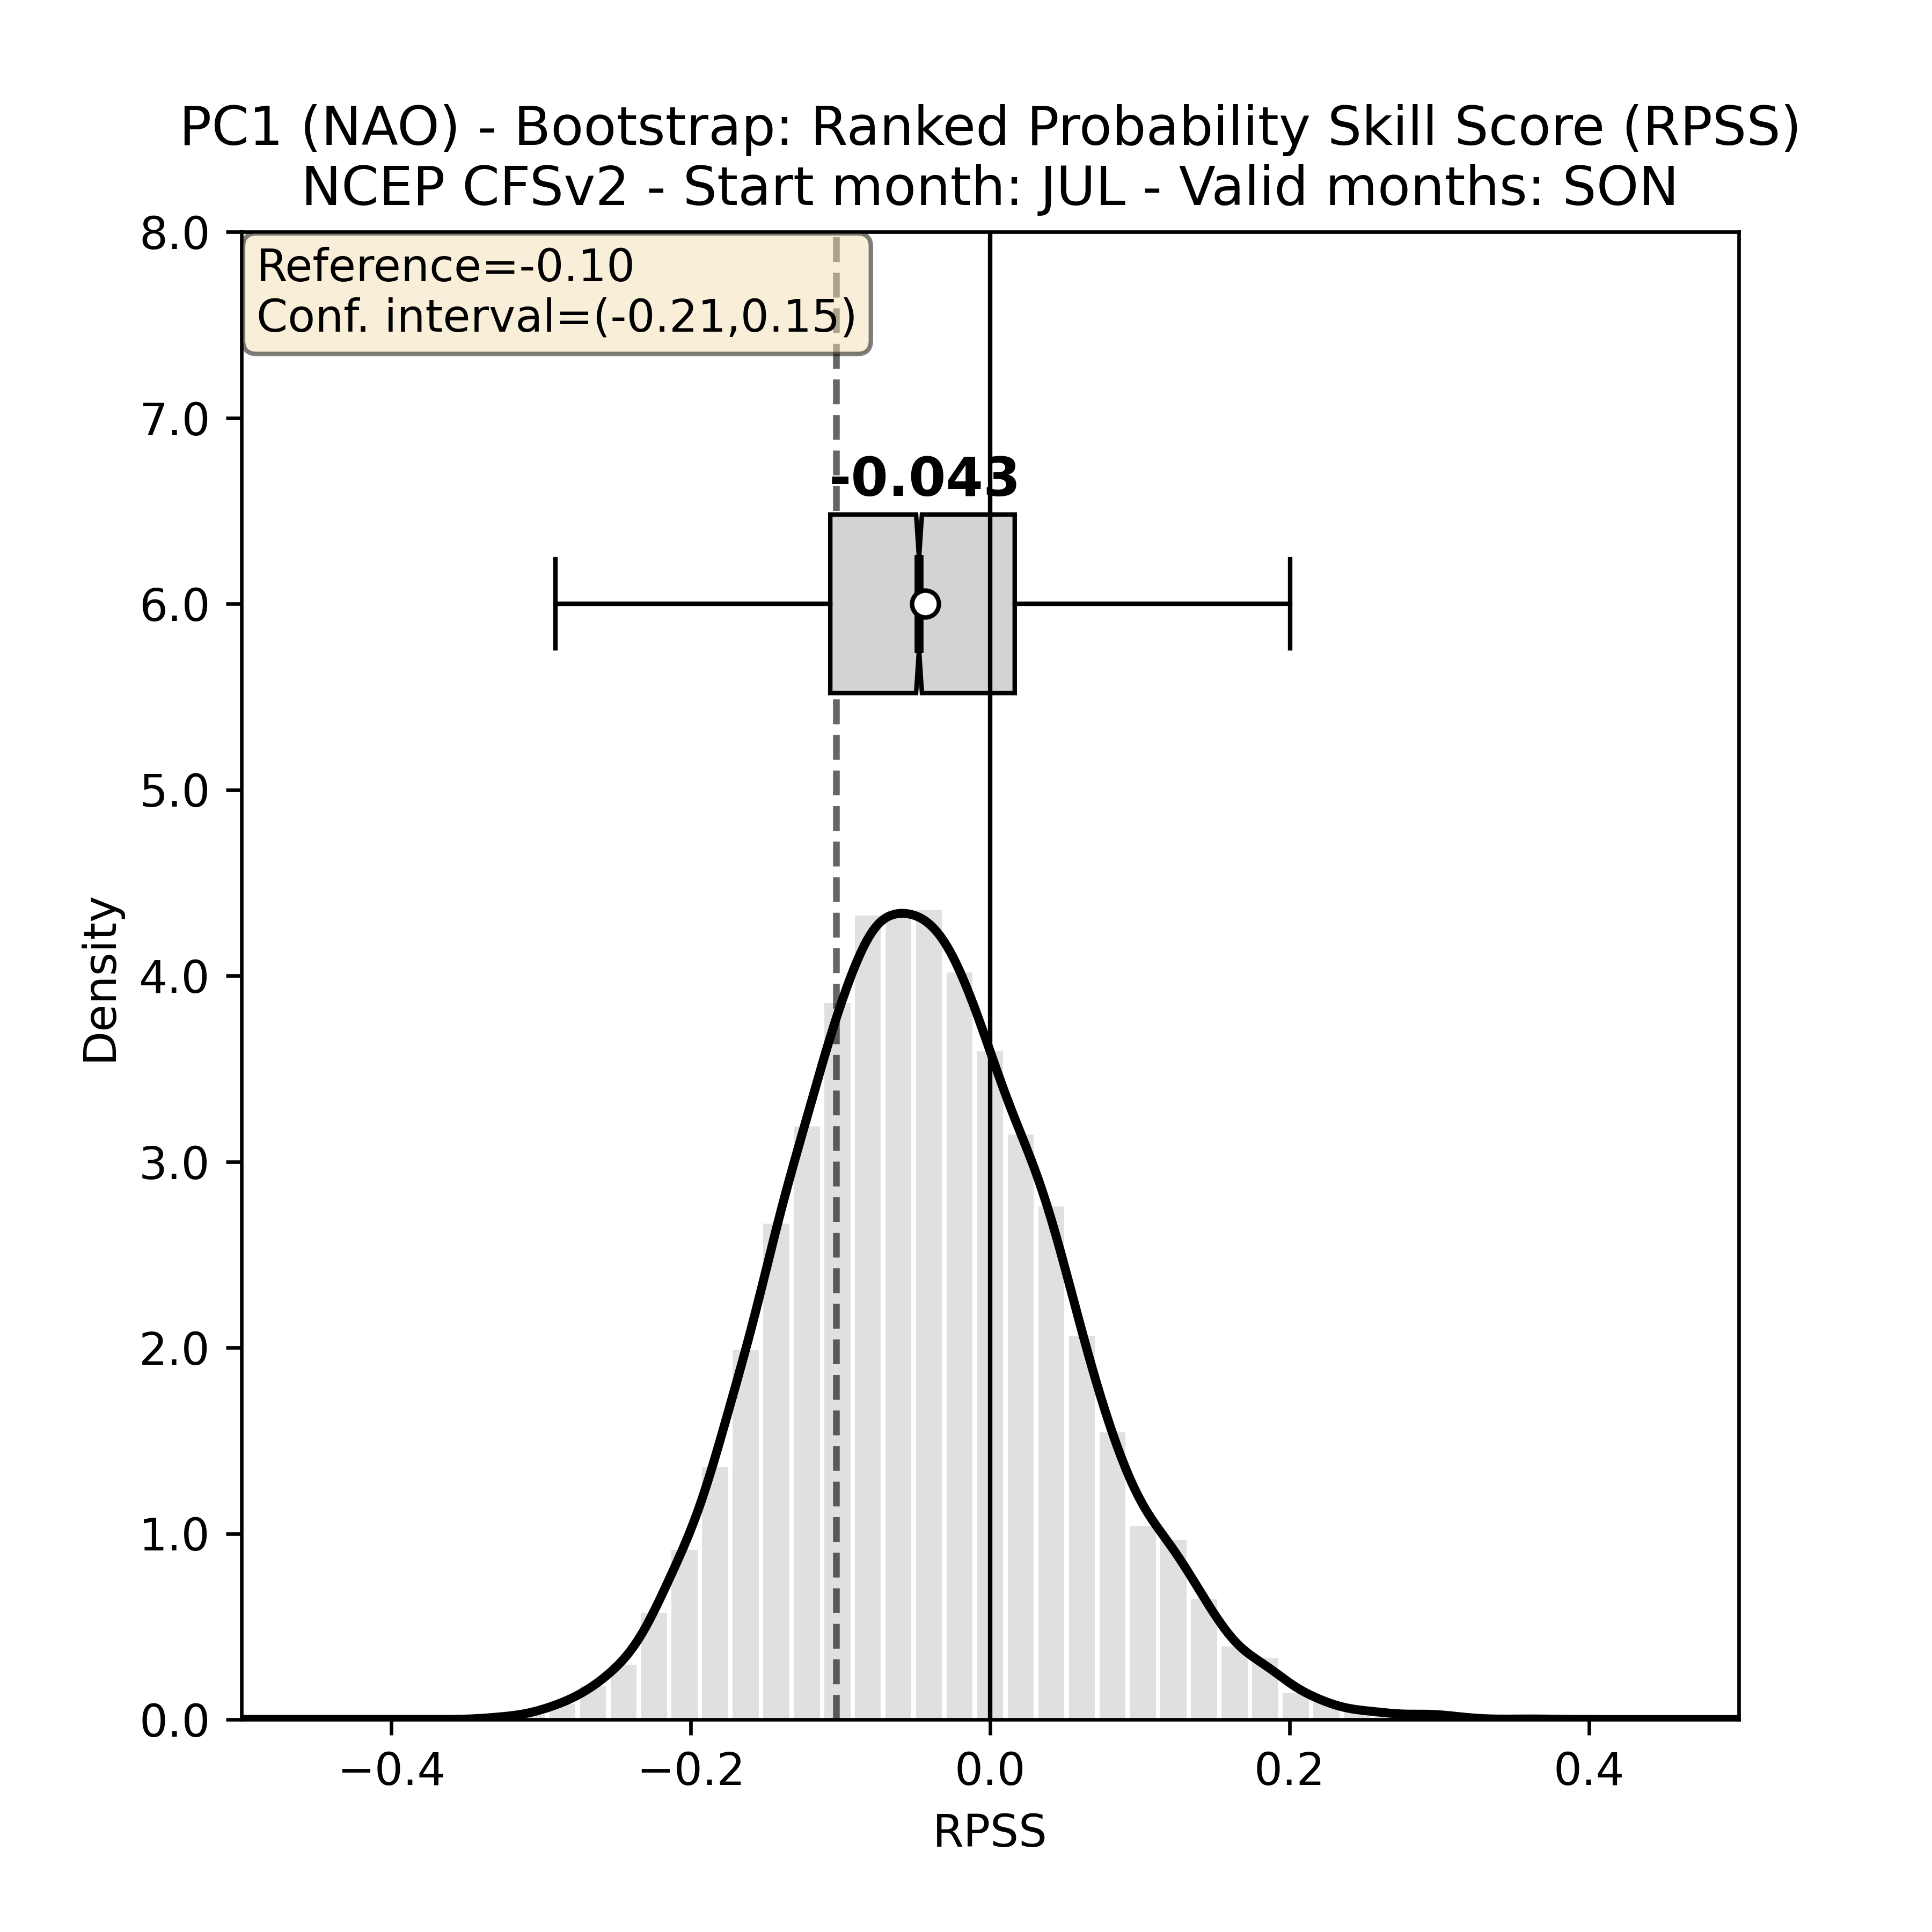 PC1 (NAO) - Bootstrap: Ranked Probability Skill Score (RPSS)
NCEP CFSv2 - Start month: JUL - Valid months: SON
Reference=-0.10
Conf. interval=(-0.21,0.15)
-0.043
8.0
7.0
6.0
5.0
4.0
3.0
2.0
1.0
0.0
Density
−0.4
−0.2
0.0
0.2
0.4
RPSS